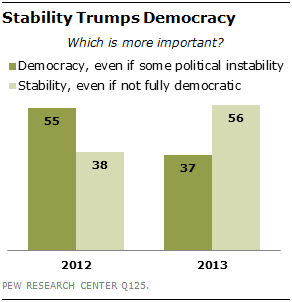 Stability Trumps Democracy
Which is more important?
Democracy, even if some political instability
Stability, even if not fully democratic
55
38
37
56
2012
2013
PEW RESEARCH CENTER Q125.